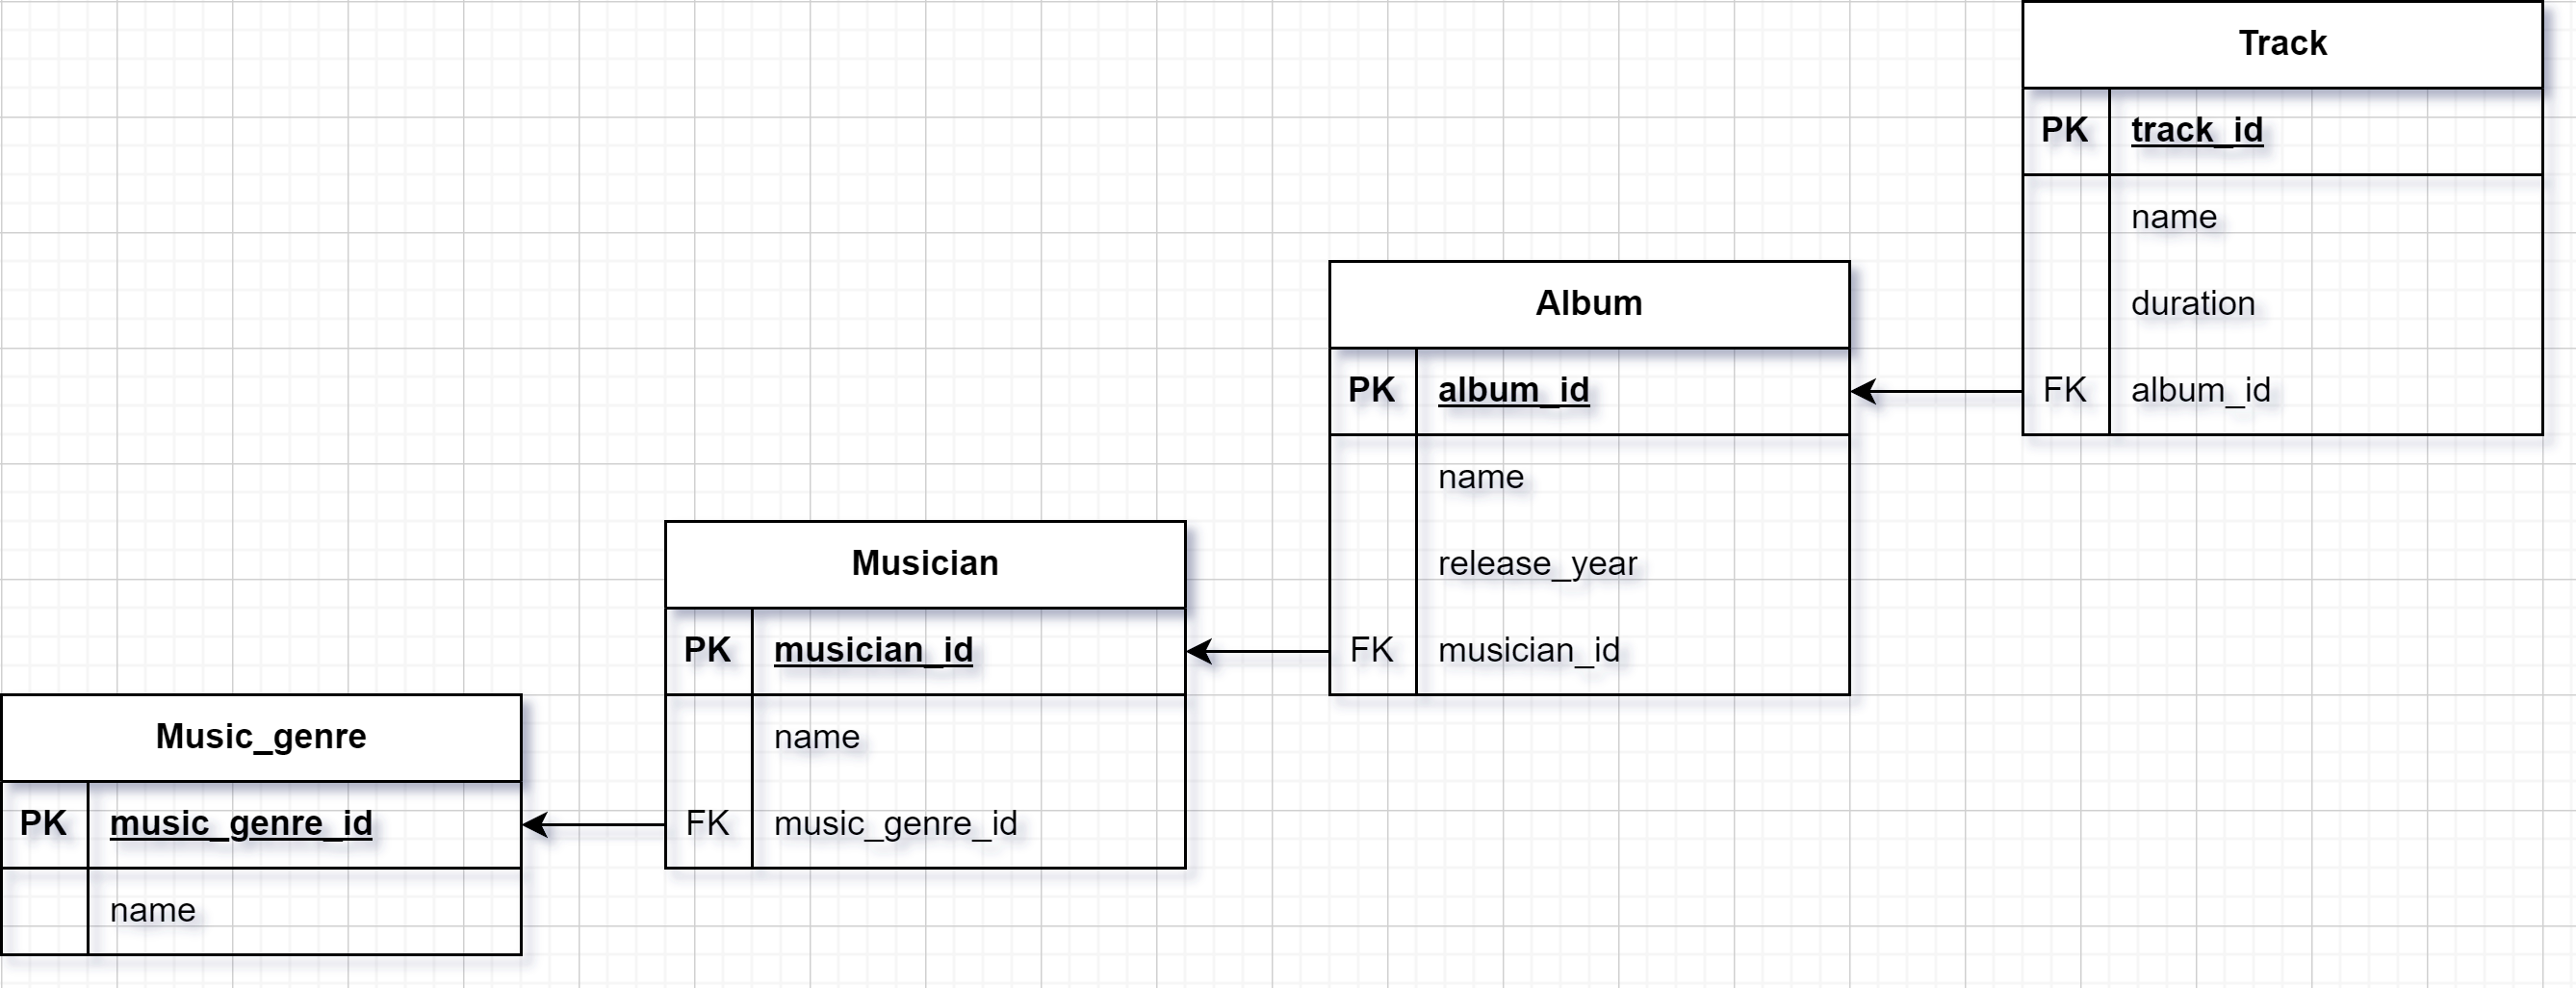 Track
PK track_id
name
duration
FK album_id
Album
PK album_id
name
release_year
FK musician_id
Musician
PK musician_id
name
FK music_genre_id
Music_genre
PK music_genre_id
name